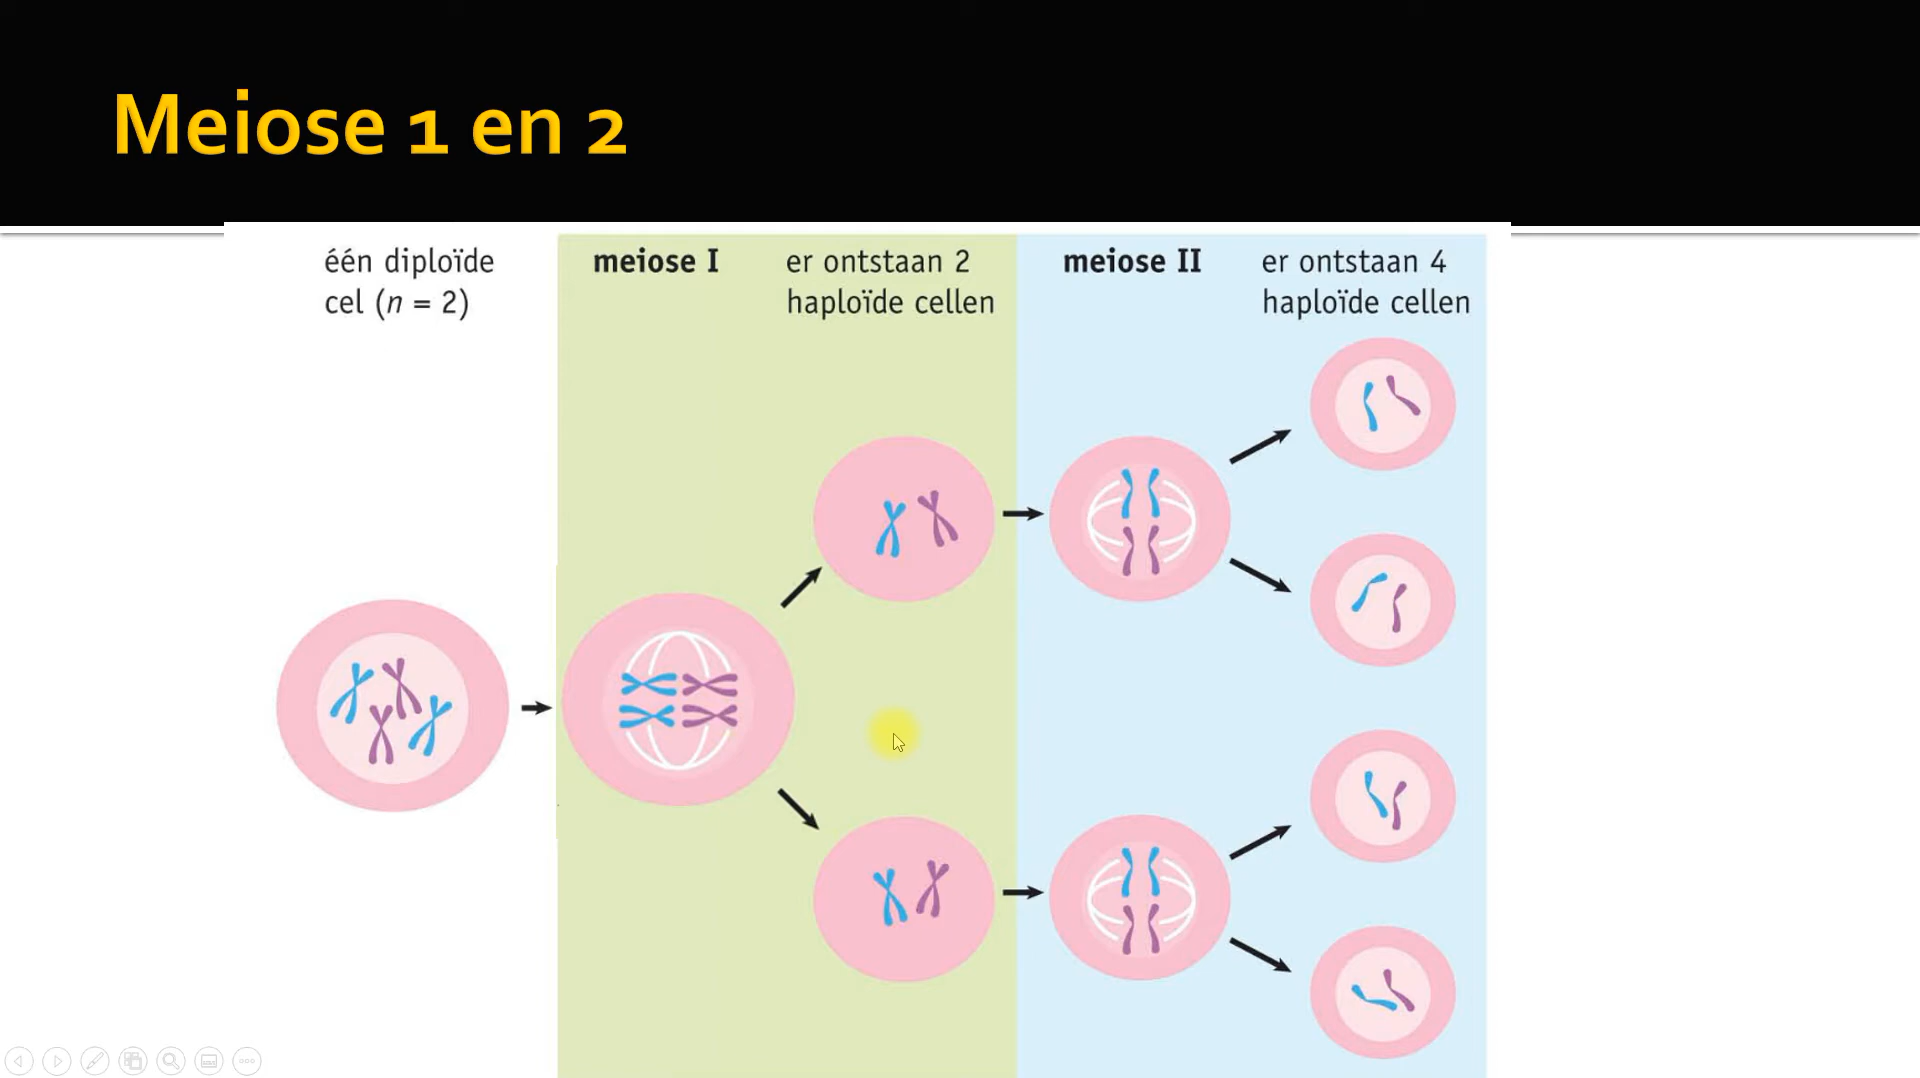 Meiose 1 en 2
één diploïde
cel (n = 2)
meiose I
er ontstaan 2
haploïde cellen
meiose II
er ontstaan 4
haploïde cellen